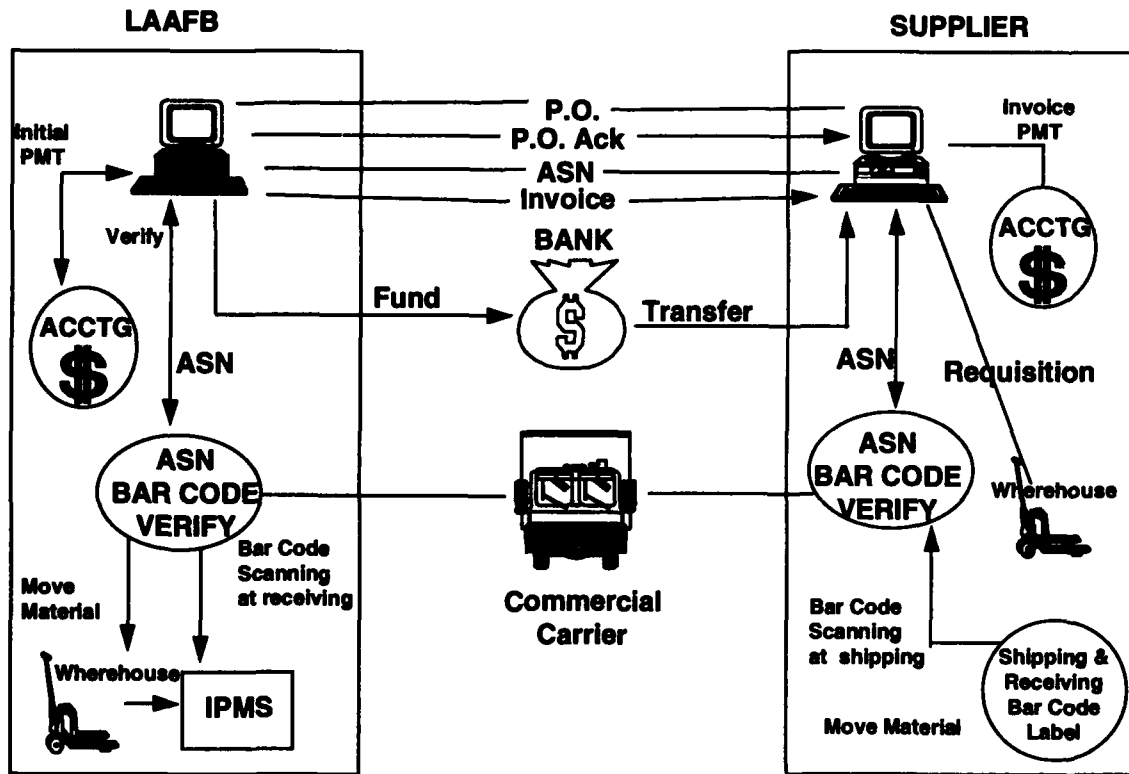 LAAFB
SUPPLIER
P.O.
P.O. Ack
ASN
Invoice
Initial
PMT
Invoice
PMT
Verify
BANK
$
Fund
Transfer
ACCTG
$
ACCTG
$
ASN
ASN
Requisition
ASN
BAR CODE
VERIFY
ASN
BAR CODE
VERIFY
Wherehouse
Bar Code
Scanning
at receiving
Move
Material
Commercial
Carrier
Bar Code
Scanning
at shipping
Wherehouse
IPMS
Shipping &
Receiving
Bar Code
Label
Move Material